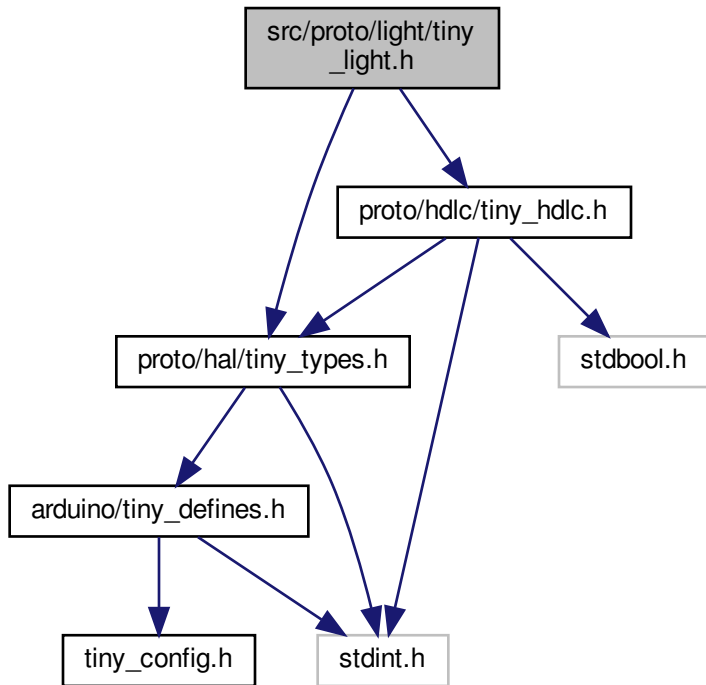 src/proto/light/tiny
_light.h
proto/hdlc/tiny_hdlc.h
proto/hal/tiny_types.h
stdbool.h
arduino/tiny_defines.h
tiny_config.h
stdint.h